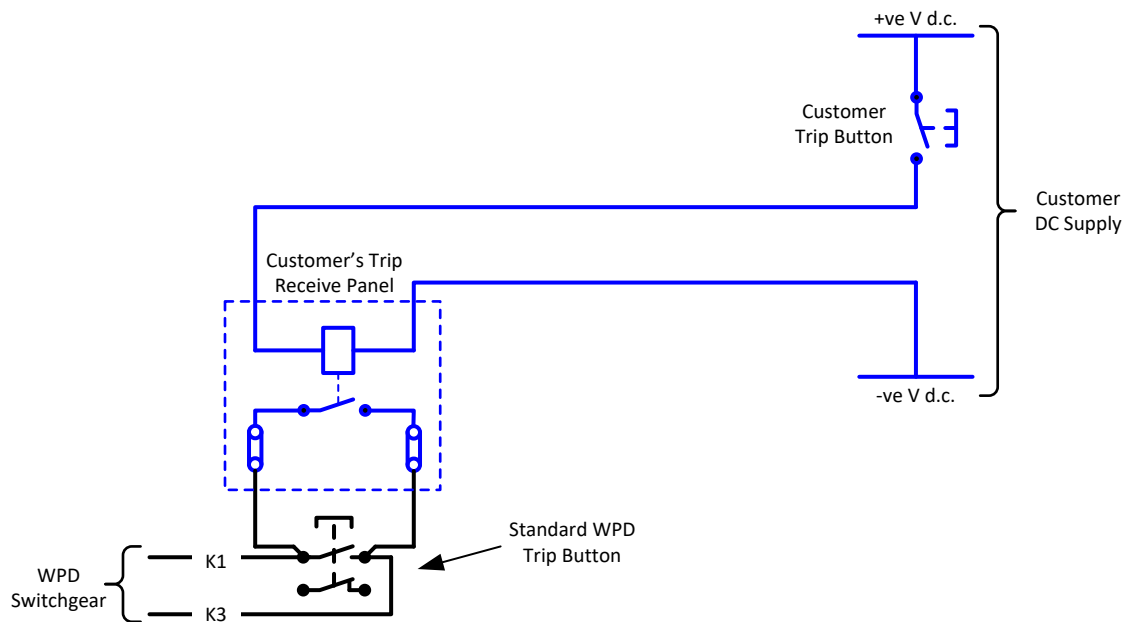 +ve V d.c.
Customer
Trip Button
Customer
DC Supply
Customer’s Trip
Receive Panel
-ve V d.c.
Standard WPD
Trip Button
K1
WPD
Switchgear
K3